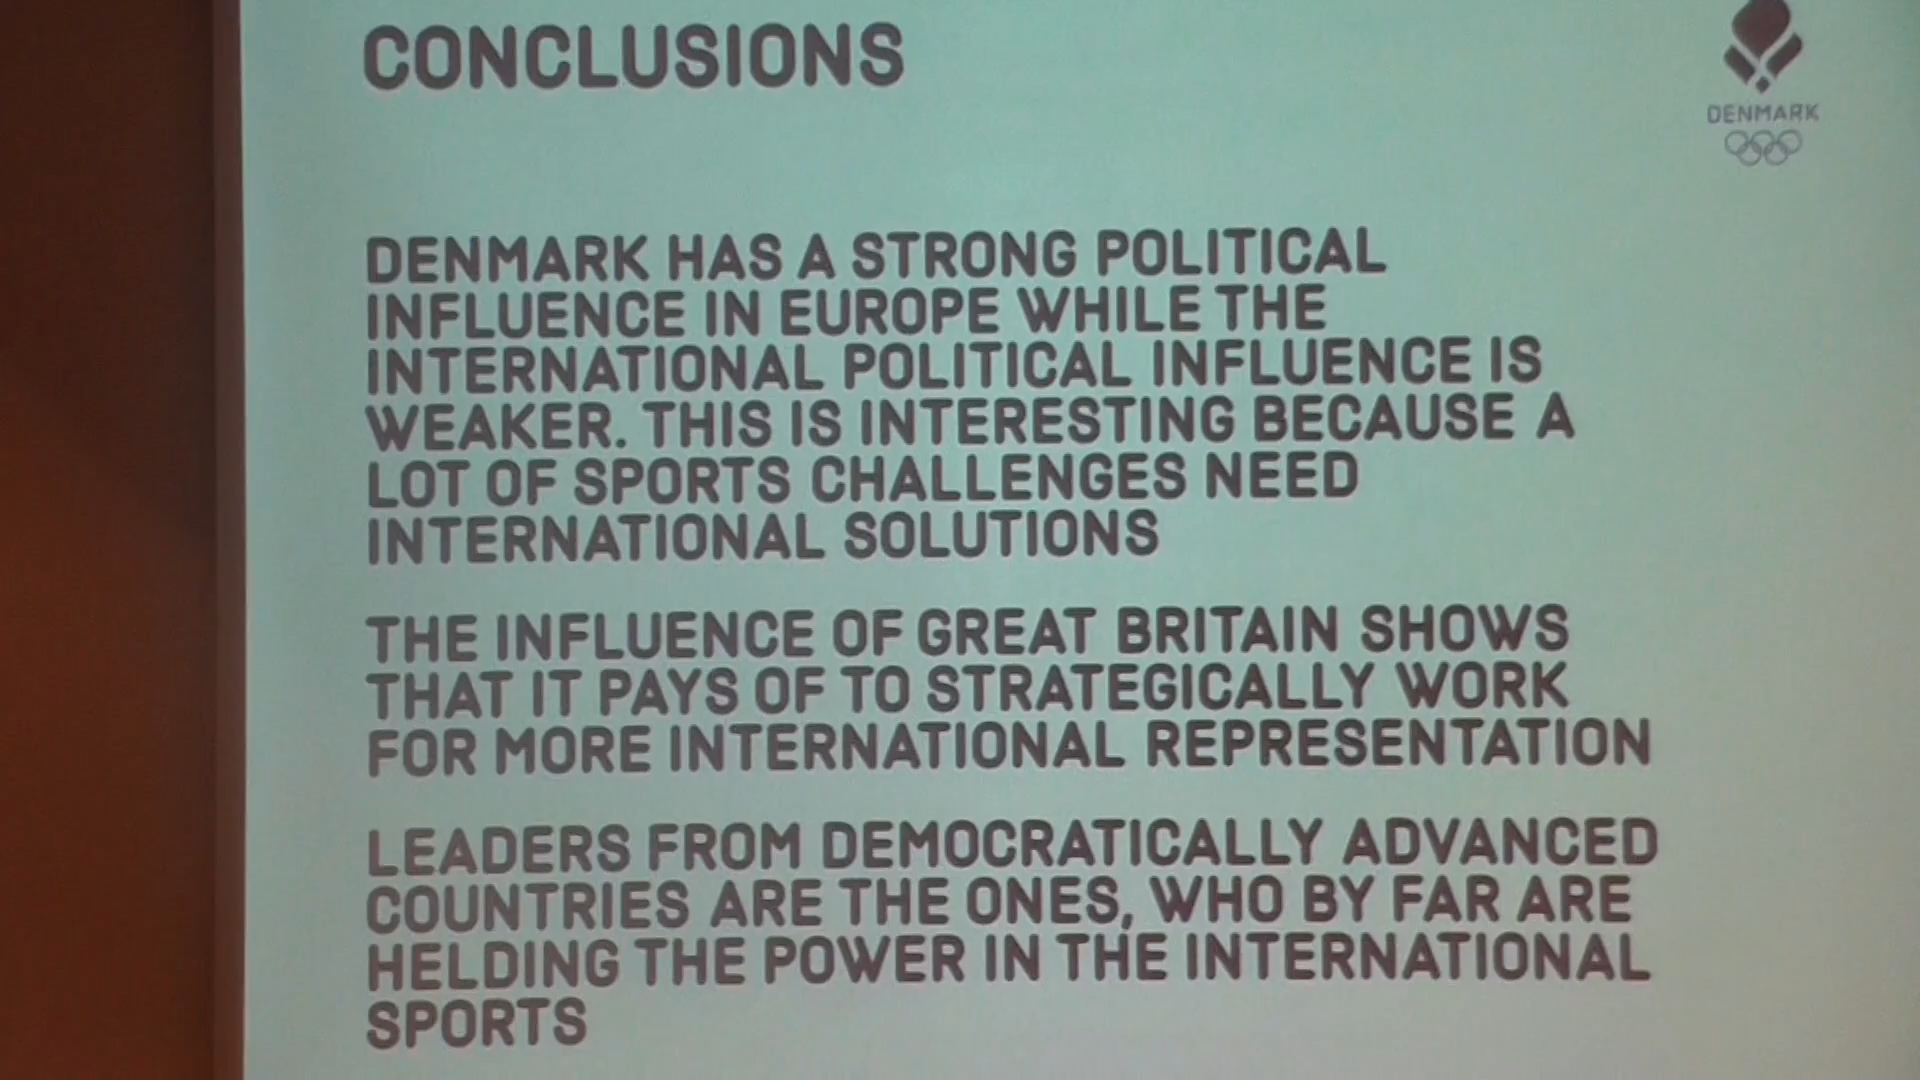 CONCLUSIONS
DENMARK
DENMARK HAS A STRONG POLITICAL
INFLUENCE IN EUROPE WHILE THE
INTERNATIONAL POLITICAL INFLUENCE IS
WEAKER. THIS IS INTERESTING BECAUSE A
LOT OF SPORTS CHALLENGES NEED
INTERNATIONAL SOLUTIONS
THE INFLUENCE OF GREAT BRITAIN SHOWS
THAT IT PAYS OF TO STRATEGICALLY WORK
FOR MORE INTERNATIONAL REPRESENTATION
LEADERS FROM DEMOCRATICALLY ADVANCED
COUNTRIES ARE THE ONES, WHO BY FAR ARE
HELDING THE POWER IN THE INTERNATIONAL
SPORTS